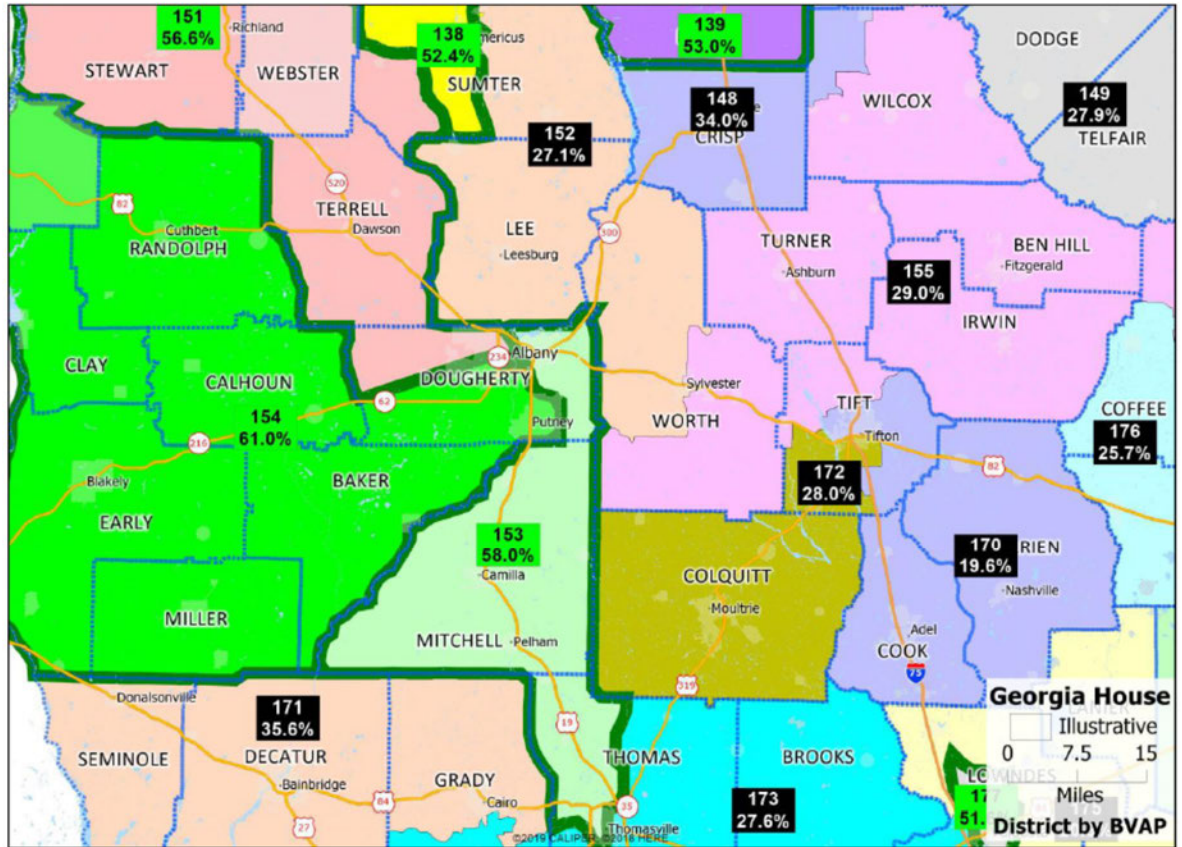 151
56.6%
Richland
138
52.4%
139
53.0%
DODGE
STEWART
WEBSTER
SUMTER
148
34.0%
CRISP
WILCOX
149
27.9%
TELFAIR
152
27.1%
520
82
Cuthbert
RANDOLPH
TERRELL
Dawson
LEE
Leesburg
300
TURNER
Ashburn
155
29.0%
BEN HILL
Fitzgerald
IRWIN
CLAY
CALHOUN
234
Albany
DOUGHERTY
62
Sylvester
WORTH
TIFT
Tifton
COFFEE
176
25.7%
154
61.0%
216
Putney
172
28.0%
82
Blakely
BAKER
EARLY
153
58.0%
Camilla
COLQUITT
Moultrie
170
19.6%
Nashville
MILLER
MITCHELL
Pelham
Adel
COOK
75
319
Donalsonville
171
35.6%
19
Georgia House
Illustrative
0 7.5 15
Miles
District by BVAP
SEMINOLE
DECATUR
Bainbridge
GRADY
Cairo
84
27
THOMAS
35
Thomasville
BROOKS
173
27.6%
©2019 CALIPER; ©2018 HERE